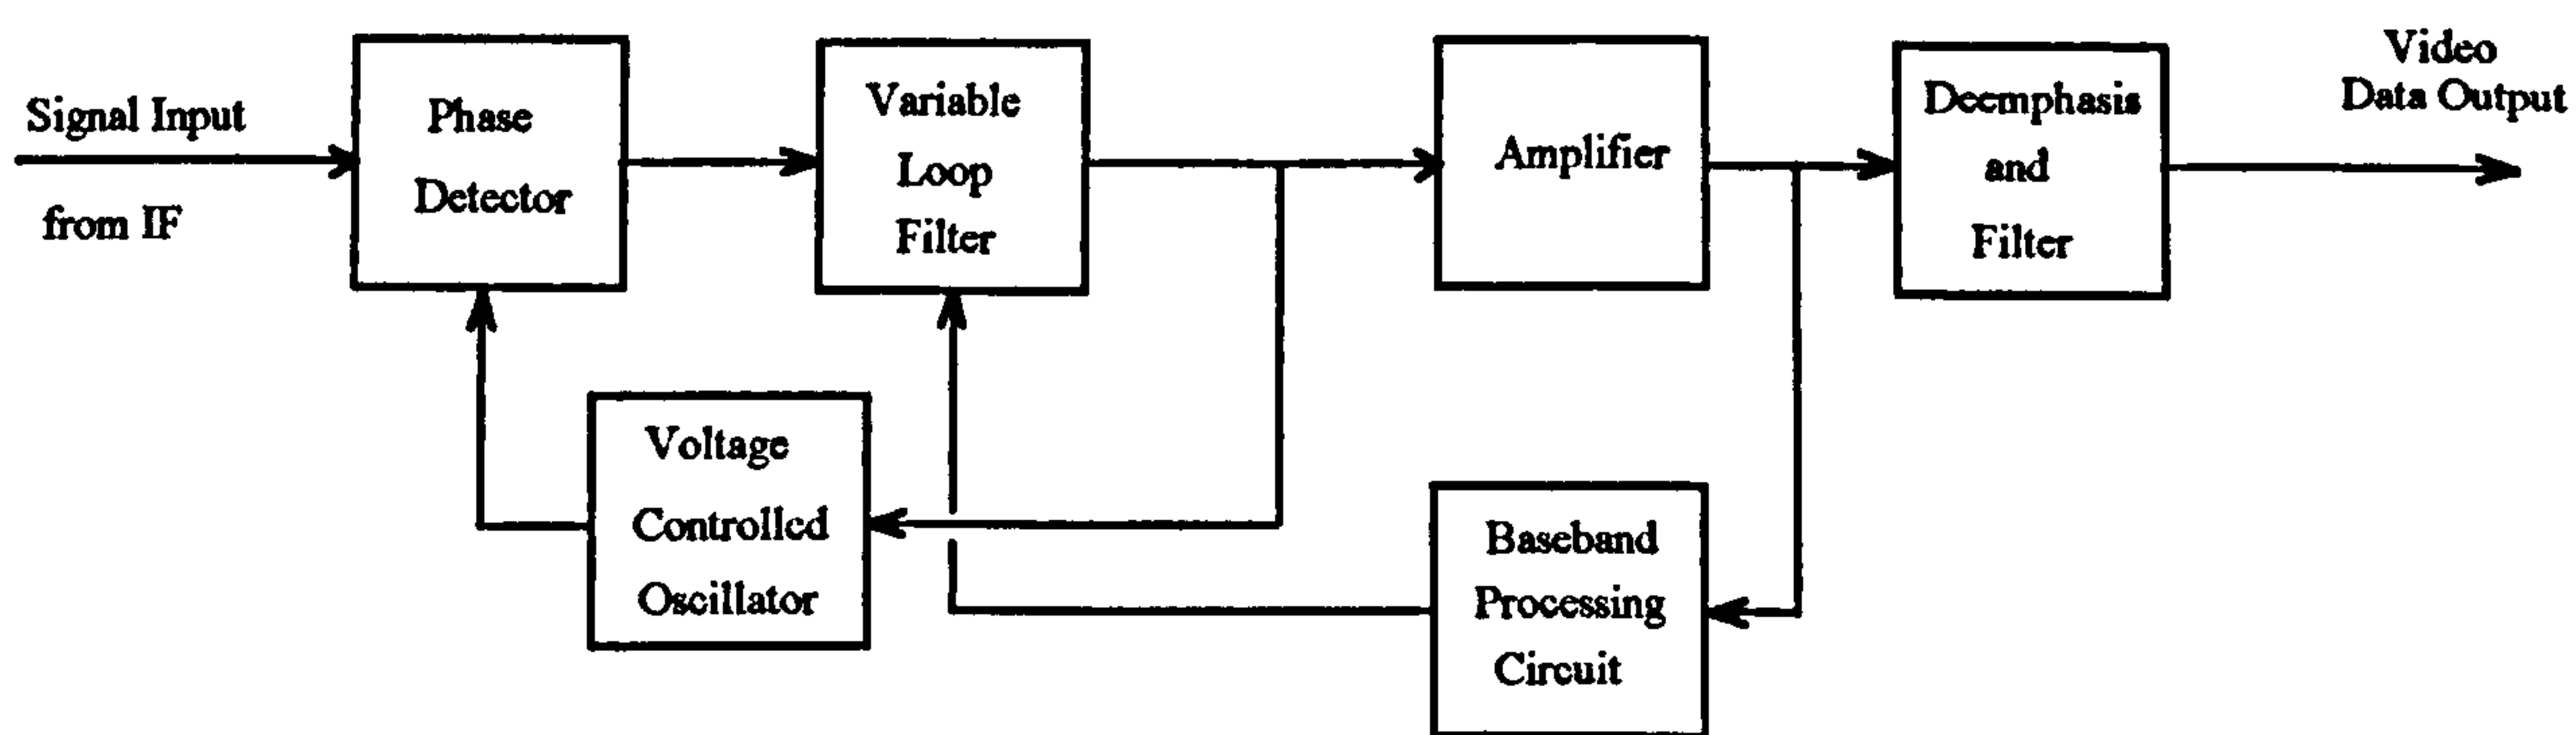 Signal Input
from IF
Phase
Detector
Variable
Loop
Filter
Amplifier
Deemphasis
and
Filter
Video
Data Output
Voltage
Controlled
Oscillator
Baseband
Processing
Circuit